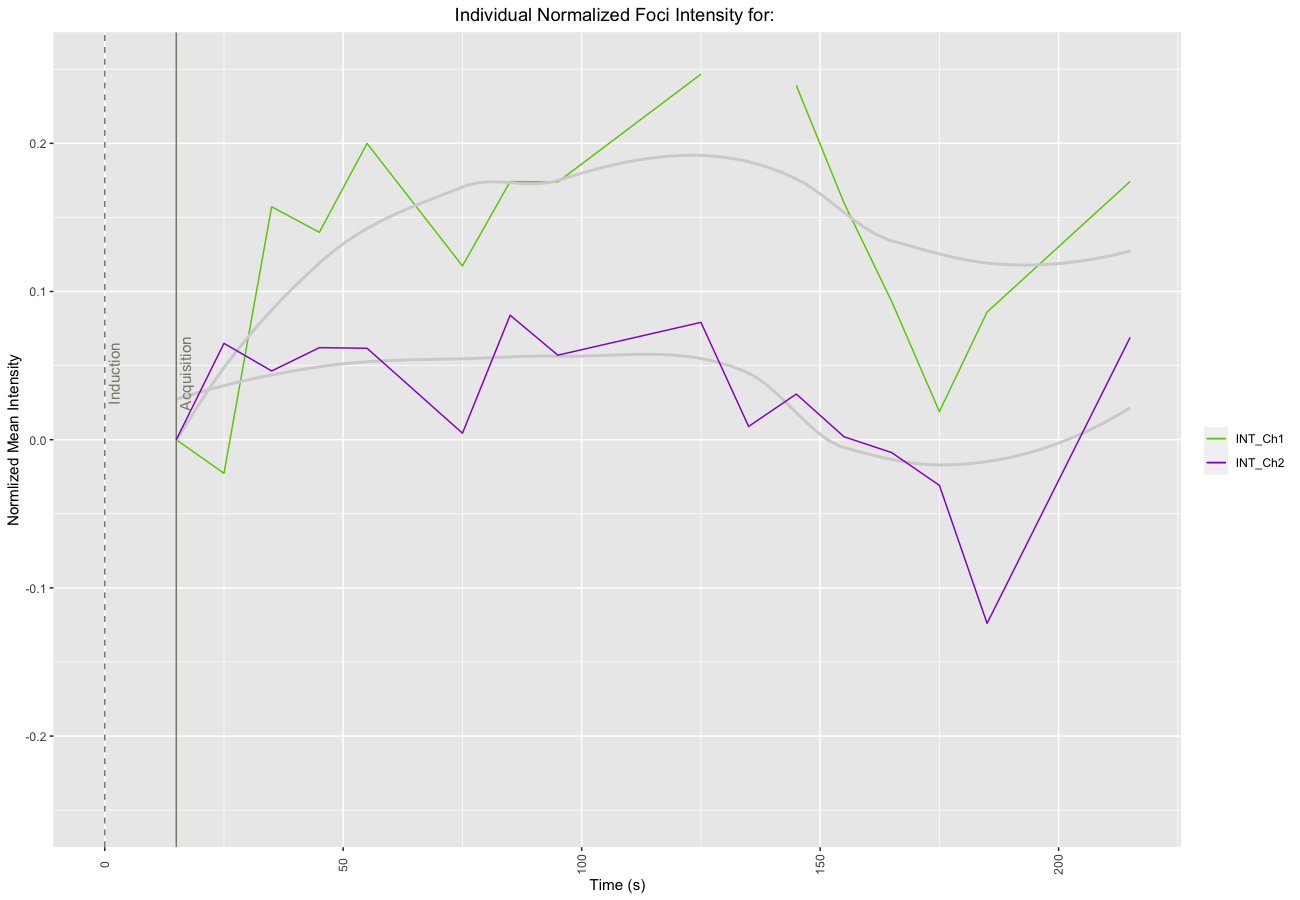 Individual Normalized Foci Intensity for:
Normlized Mean Intensity
0.2
0.1
0.0
-0.1
-0.2
Induction
Acquisition
0
50
100
150
200
Time (s)
INT_Ch1
INT_Ch2